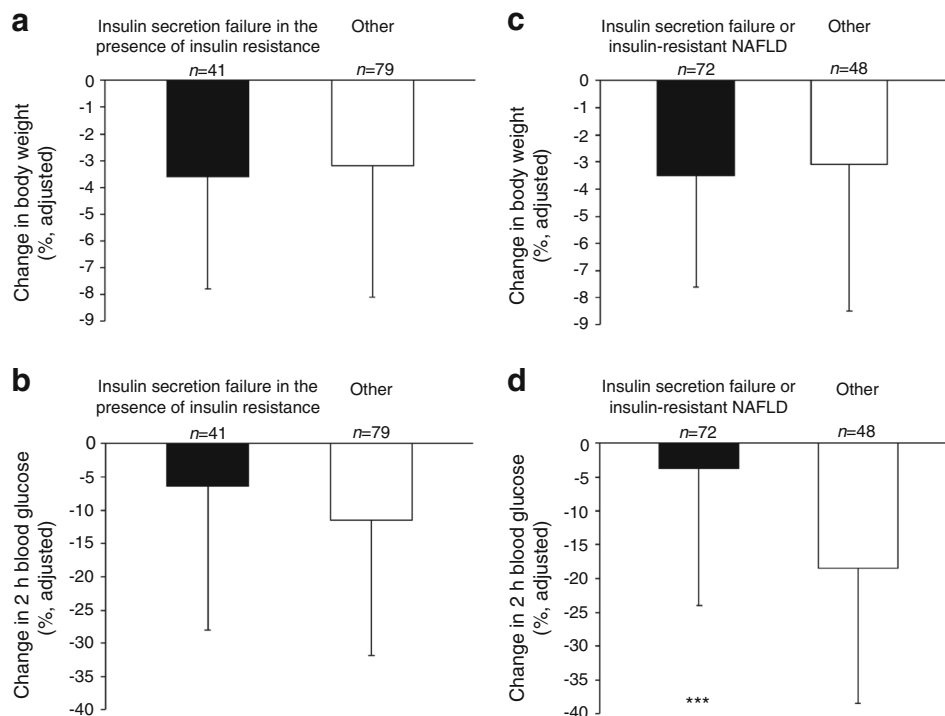 a
Insulin secretion failure in the
presence of insulin resistance
Other
n=41
n=79
0
-1
-2
-3
-4
-5
-6
-7
-8
-9
Change in body weight
(%, adjusted)
c
Insulin secretion failure or
insulin-resistant NAFLD
Other
n=72
n=48
0
-1
-2
-3
-4
-5
-6
-7
-8
-9
Change in body weight
(%, adjusted)
b
Insulin secretion failure in the
presence of insulin resistance
Other
n=41
n=79
0
-5
-10
-15
-20
-25
-30
-35
-40
Change in 2 h blood glucose
(%, adjusted)
d
Insulin secretion failure or
insulin-resistant NAFLD
Other
n=72
n=48
0
-5
-10
-15
-20
-25
-30
-35
-40
Change in 2 h blood glucose
(%, adjusted)
***